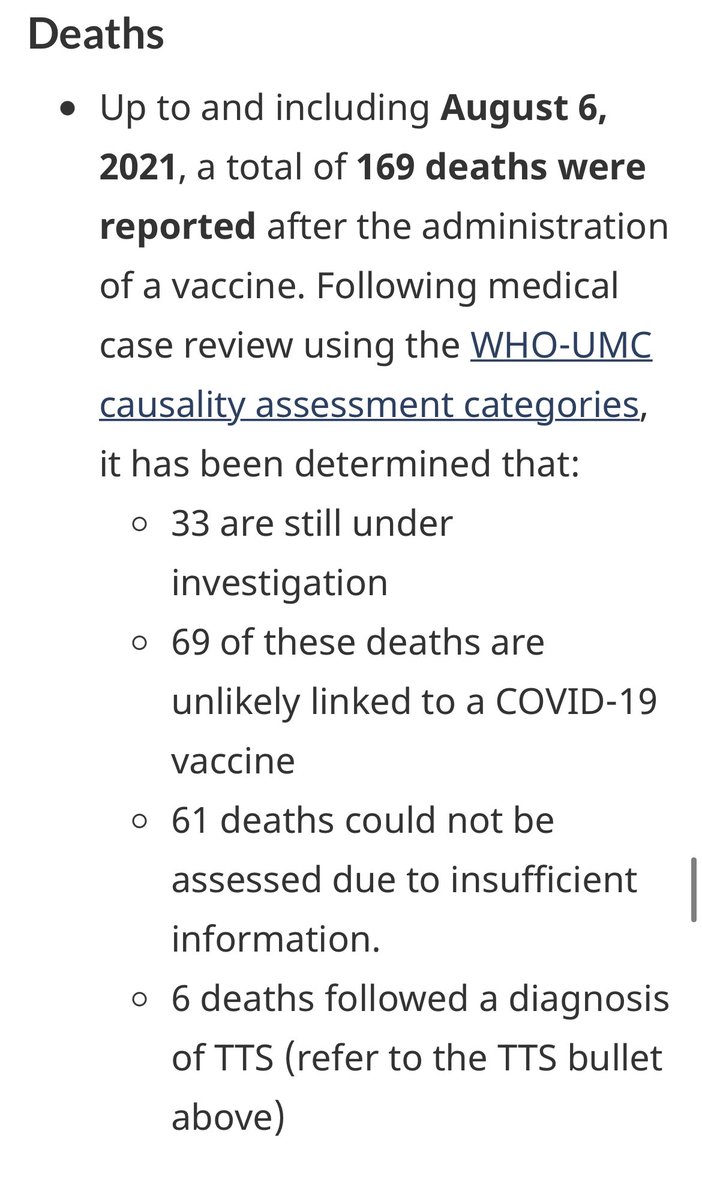 Deaths
• Up to and including August 6,
2021, a total of 169 deaths were
reported after the administration
of a vaccine. Following medical
case review using the WHO-UMC
causality assessment categories,
it has been determined that:
○ 33 are still under
investigation
○ 69 of these deaths are
unlikely linked to a COVID-19
vaccine
○ 61 deaths could not be
assessed due to insufficient
information.
○ 6 deaths followed a diagnosis
of TTS (refer to the TTS bullet
above)